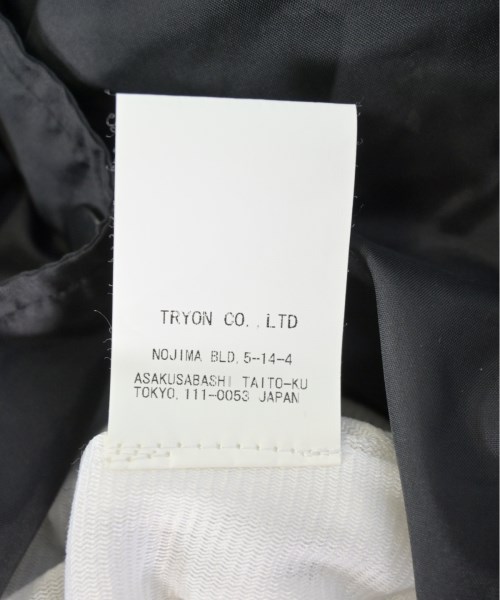 TRYON CO.,LTD
NOJIMA BLD.5-14-4
ASAKUSABASHI TAITO-KU
TOKYO.111-0053 JAPAN